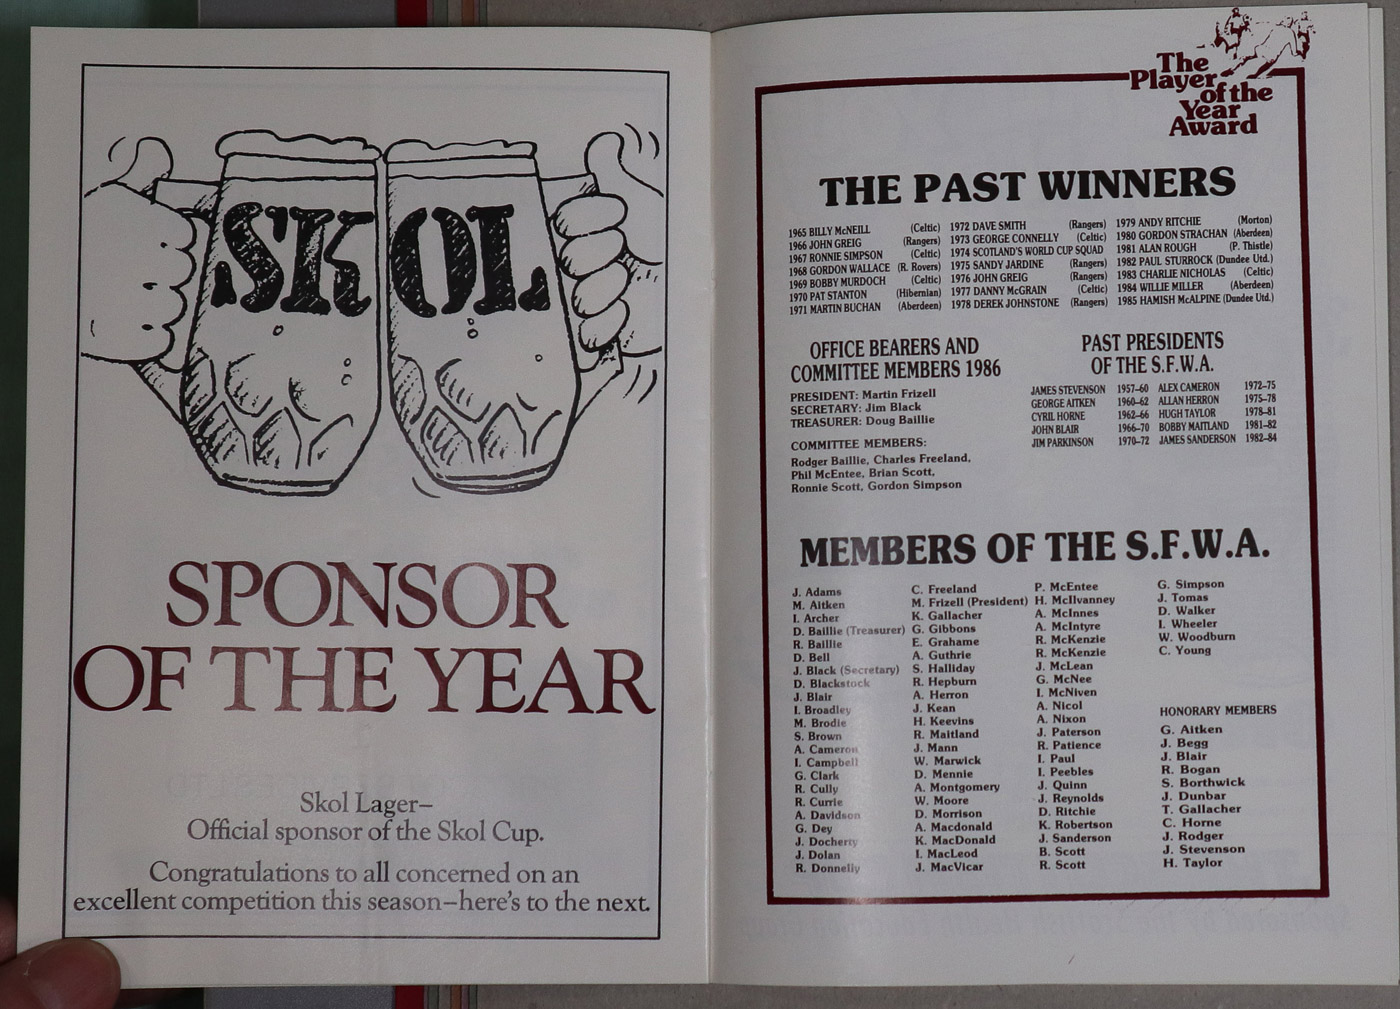 SKOL
SPONSOR
OF THE YEAR
Skol Lager–
Official sponsor of the Skol Cup.
Congratulations to all concerned on an
excellent competition this season–here's to the next.
The
Player
of the
Year
Award
THE PAST WINNERS
1965 BILLY McNEILL (Celtic)
1966 JOHN GREIG (Rangers)
1967 RONNIE SIMPSON (Celtic)
1968 GORDON WALLACE (R. Rovers)
1969 BOBBY MURDOCH (Celtic)
1970 PAT STANTON (Hibernian)
1971 MARTIN BUCHAN (Aberdeen)
1972 DAVE SMITH (Rangers)
1973 GEORGE CONNELLY (Celtic)
1974 SCOTLAND'S WORLD CUP SQUAD
1975 SANDY JARDINE (Rangers)
1976 JOHN GREIG (Rangers)
1977 DANNY McGRAIN (Celtic)
1978 DEREK JOHNSTONE (Rangers)
1979 ANDY RITCHIE (Morton)
1980 GORDON STRACHAN (Aberdeen)
1981 ALAN ROUGH (P. Thistle)
1982 PAUL STURROCK (Dundee Utd.)
1983 CHARLIE NICHOLAS (Celtic)
1984 WILLIE MILLER (Aberdeen)
1985 HAMISH McALPINE (Dundee Utd.)
OFFICE BEARERS AND
COMMITTEE MEMBERS 1986
PRESIDENT: Martin Frizell
SECRETARY: Jim Black
TREASURER: Doug Baillie
COMMITTEE MEMBERS:
Rodger Baillie, Charles Freeland,
Phil McEntee, Brian Scott,
Ronnie Scott, Gordon Simpson
PAST PRESIDENTS
OF THE S.F.W.A.
JAMES STEVENSON 1957–60
GEORGE AITKEN 1960–62
CYRIL HORNE 1962–66
JOHN BLAIR 1966–70
JIM PARKINSON 1970–72
ALEX CAMERON 1972–75
ALLAN HERRON 1975–78
HUGH TAYLOR 1978–81
BOBBY MAITLAND 1981–82
JAMES SANDERSON 1982–84
MEMBERS OF THE S.F.W.A.
J. Adams
M. Aitken
I. Archer
D. Baillie (Treasurer)
R. Baillie
D. Bell
J. Black (Secretary)
D. Blackstock
J. Blair
I. Broadley
M. Brodie
S. Brown
A. Cameron
I. Campbell
G. Clark
R. Cully
R. Currie
A. Davidson
G. Dey
J. Docherty
J. Dolan
R. Donnelly
C. Freeland
M. Frizell (President)
K. Gallacher
G. Gibbons
E. Grahame
A. Guthrie
S. Halliday
R. Hepburn
A. Herron
J. Kean
H. Keevins
R. Maitland
J. Mann
W. Marwick
D. Mennie
A. Montgomery
W. Moore
D. Morrison
A. Macdonald
K. MacDonald
I. MacLeod
J. MacVicar
P. McEntee
H. McIlvanney
A. McInnes
A. McIntyre
R. McKenzie
R. McKenzie
J. McLean
G. McNee
I. McNiven
A. Nicol
A. Nixon
J. Paterson
R. Patience
I. Paul
I. Peebles
J. Quinn
J. Reynolds
D. Ritchie
K. Robertson
J. Sanderson
B. Scott
R. Scott
G. Simpson
J. Tomas
D. Walker
I. Wheeler
W. Woodburn
C. Young
HONORARY MEMBERS
G. Aitken
J. Begg
J. Blair
R. Bogan
S. Borthwick
J. Dunbar
T. Gallacher
C. Horne
J. Rodger
J. Stevenson
H. Taylor